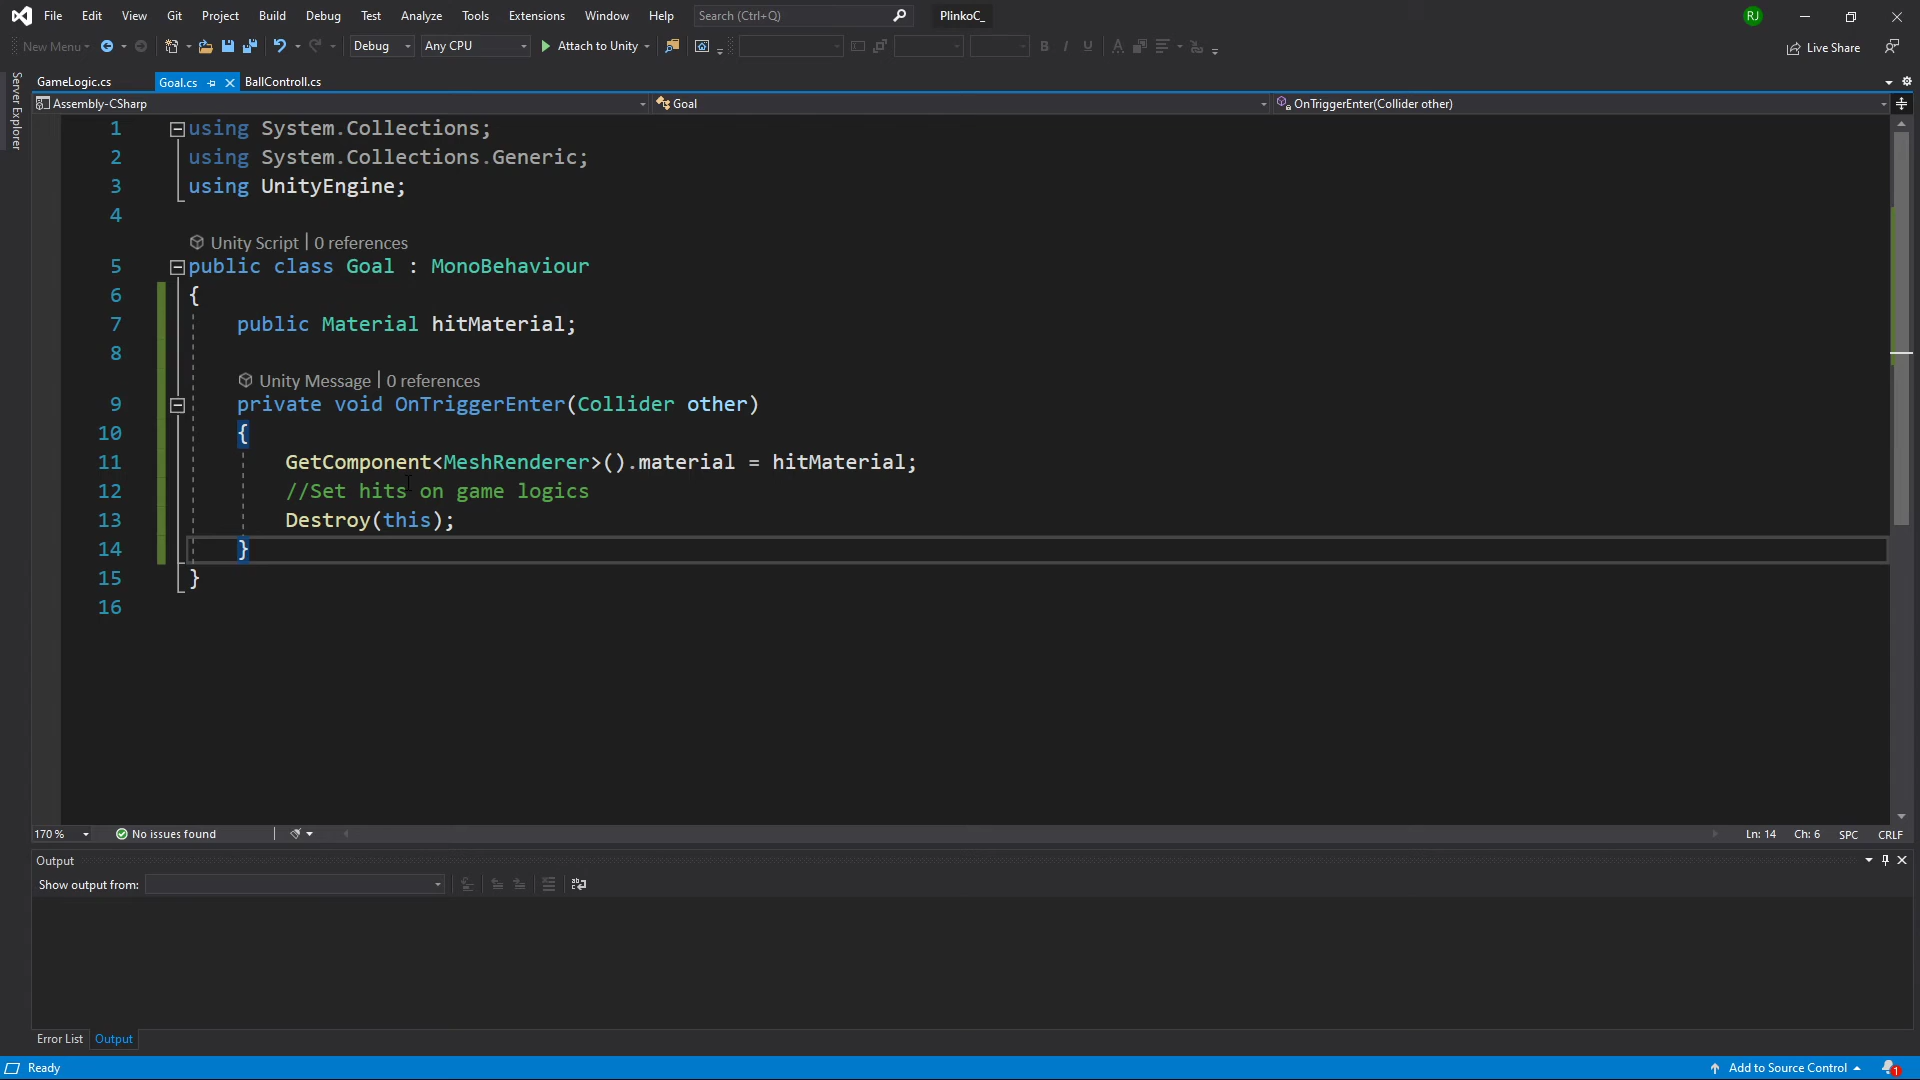 File Edit View Git Project Build Debug Test Analyze Tools Extensions Window Help Search (Ctrl+Q) PlinkoC_ RJ
New Menu Debug Any CPU Attach to Unity Live Share
Server Explorer
GameLogic.cs Goal.cs BallControll.cs
Assembly-CSharp Goal OnTriggerEnter(Collider other)
1 using System.Collections;
2 using System.Collections.Generic;
3 using UnityEngine;
4
Unity Script | 0 references
5 public class Goal : MonoBehaviour
6 {
7 public Material hitMaterial;
8
Unity Message | 0 references
9 private void OnTriggerEnter(Collider other)
10 {
11 GetComponent<MeshRenderer>().material = hitMaterial;
12 //Set hits on game logics
13 Destroy(this);
14 }
15 }
16
170 % No issues found Ln: 14 Ch: 6 SPC CRLF
Output
Show output from:
Error List Output
Ready Add to Source Control 1